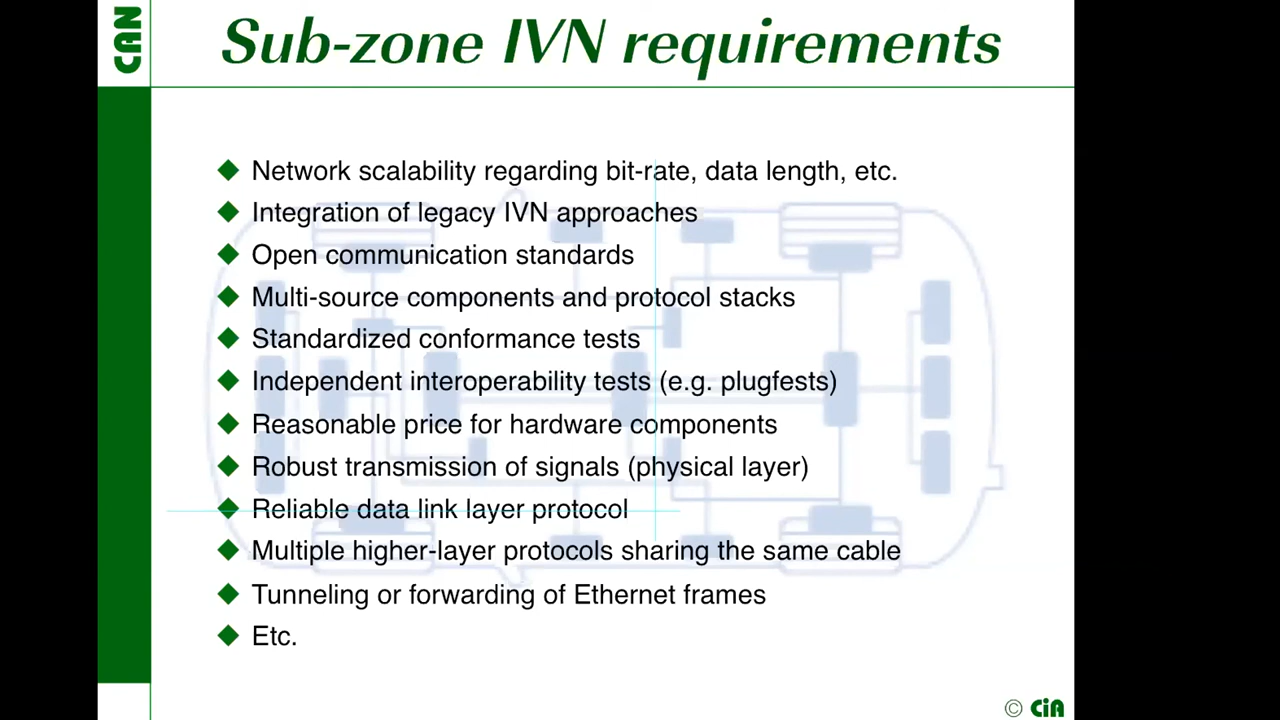 CAN
Sub-zone IVN requirements
Network scalability regarding bit-rate, data length, etc.
Integration of legacy IVN approaches
Open communication standards
Multi-source components and protocol stacks
Standardized conformance tests
Independent interoperability tests (e.g. plugfests)
Reasonable price for hardware components
Robust transmission of signals (physical layer)
Reliable data link layer protocol
Multiple higher-layer protocols sharing the same cable
Tunneling or forwarding of Ethernet frames
Etc.
© CiA